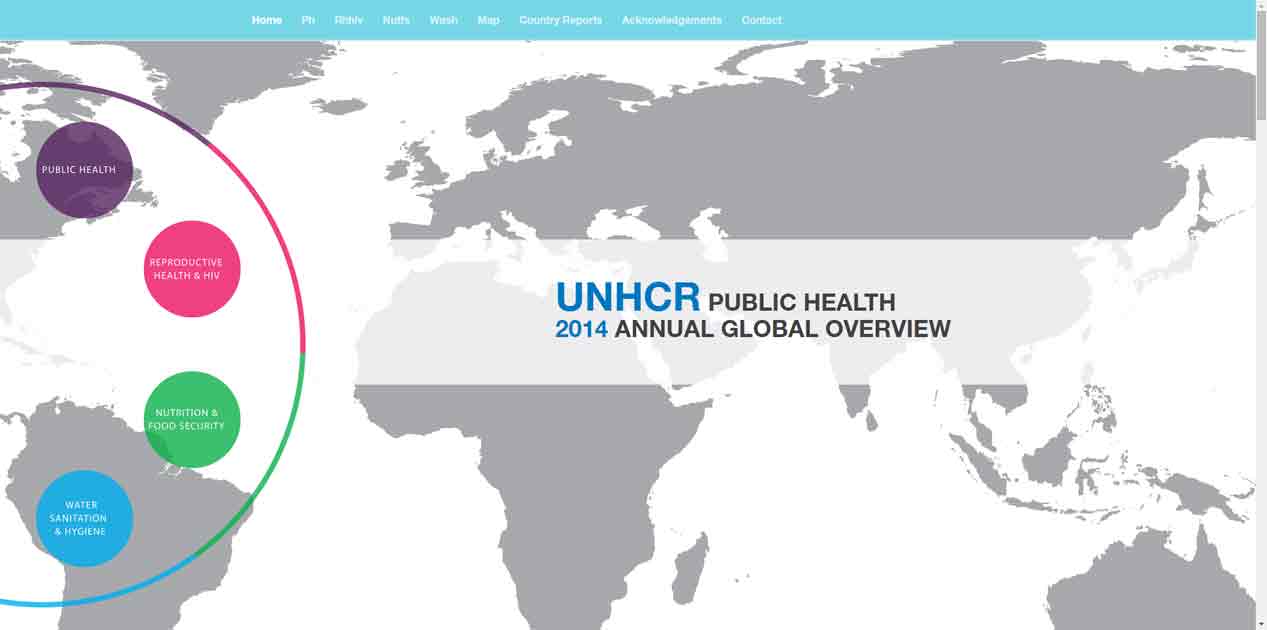 Home Ph Rhhiv Nutfs Wash Map Country Reports Acknowledgements Contact
PUBLIC HEALTH
REPRODUCTIVE
HEALTH & HIV
UNHCR PUBLIC HEALTH
2014 ANNUAL GLOBAL OVERVIEW
NUTRITION &
FOOD SECURITY
WATER
SANITATION
& HYGIENE